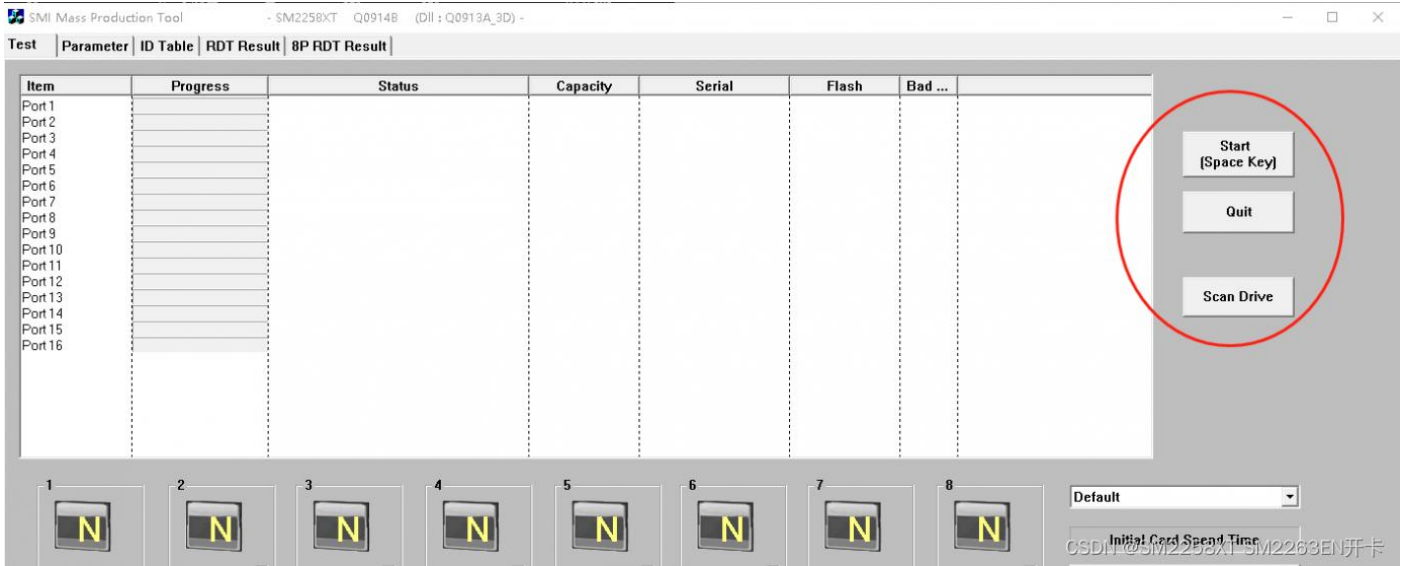 SMI Mass Production Tool - SM2258XT Q0914B (Dll : Q0913A_3D) -
Test Parameter ID Table RDT Result 8P RDT Result
Item Progress Status Capacity Serial Flash Bad ...
Port 1
Port 2
Port 3
Port 4
Port 5
Port 6
Port 7
Port 8
Port 9
Port 10
Port 11
Port 12
Port 13
Port 14
Port 15
Port 16
Start
(Space Key)
Quit
Scan Drive
1 2 3 4 5 6 7 8
N N N N N N N N
Default
Initial Card Spend Time
CSDN @SM2258XT SM2263EN开卡